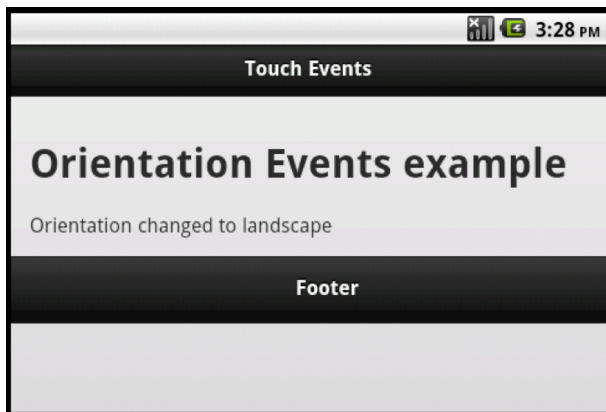 3:28 PM
Touch Events
Orientation Events example
Orientation changed to landscape
Footer